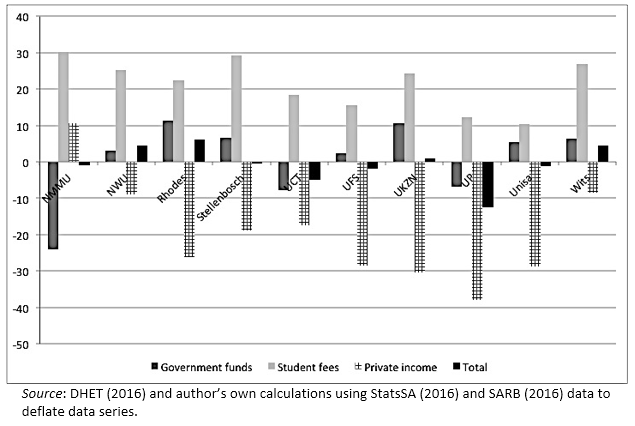 40
30
20
10
0
-10
-20
-30
-40
-50
NMMU
NWU
Rhodes
Stellenbosch
UCT
UFS
UKZN
UP
Unisa
Wits
Government funds Student fees Private income Total
Source: DHET (2016) and author’s own calculations using StatsSA (2016) and SARB (2016) data to
deflate data series.